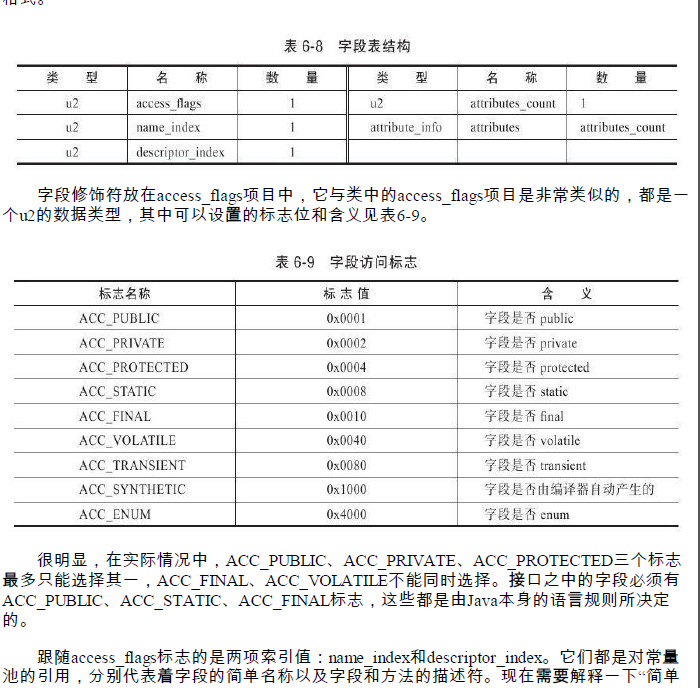 格式。
表 6-8 字段表结构
类 型 名 称 数 量 类 型 名 称 数 量
u2 access_flags 1 u2 attributes_count 1
u2 name_index 1 attribute_info attributes attributes_count
u2 descriptor_index 1
字段修饰符放在access_flags项目中，它与类中的access_flags项目是非常类似的，都是一
个u2的数据类型，其中可以设置的标志位和含义见表6-9。
表 6-9 字段访问标志
标志名称 标 志 值 含 义
ACC_PUBLIC 0x0001 字段是否 public
ACC_PRIVATE 0x0002 字段是否 private
ACC_PROTECTED 0x0004 字段是否 protected
ACC_STATIC 0x0008 字段是否 static
ACC_FINAL 0x0010 字段是否 final
ACC_VOLATILE 0x0040 字段是否 volatile
ACC_TRANSIENT 0x0080 字段是否 transient
ACC_SYNTHETIC 0x1000 字段是否由编译器自动产生的
ACC_ENUM 0x4000 字段是否 enum
很明显，在实际情况中，ACC_PUBLIC、ACC_PRIVATE、ACC_PROTECTED三个标志
最多只能选择其一，ACC_FINAL、ACC_VOLATILE不能同时选择。接口之中的字段必须有
ACC_PUBLIC、ACC_STATIC、ACC_FINAL标志，这些都是由Java本身的语言规则所决定
的。
跟随access_flags标志的是两项索引值：name_index和descriptor_index。它们都是对常量
池的引用，分别代表着字段的简单名称以及字段和方法的描述符。现在需要解释一下“简单